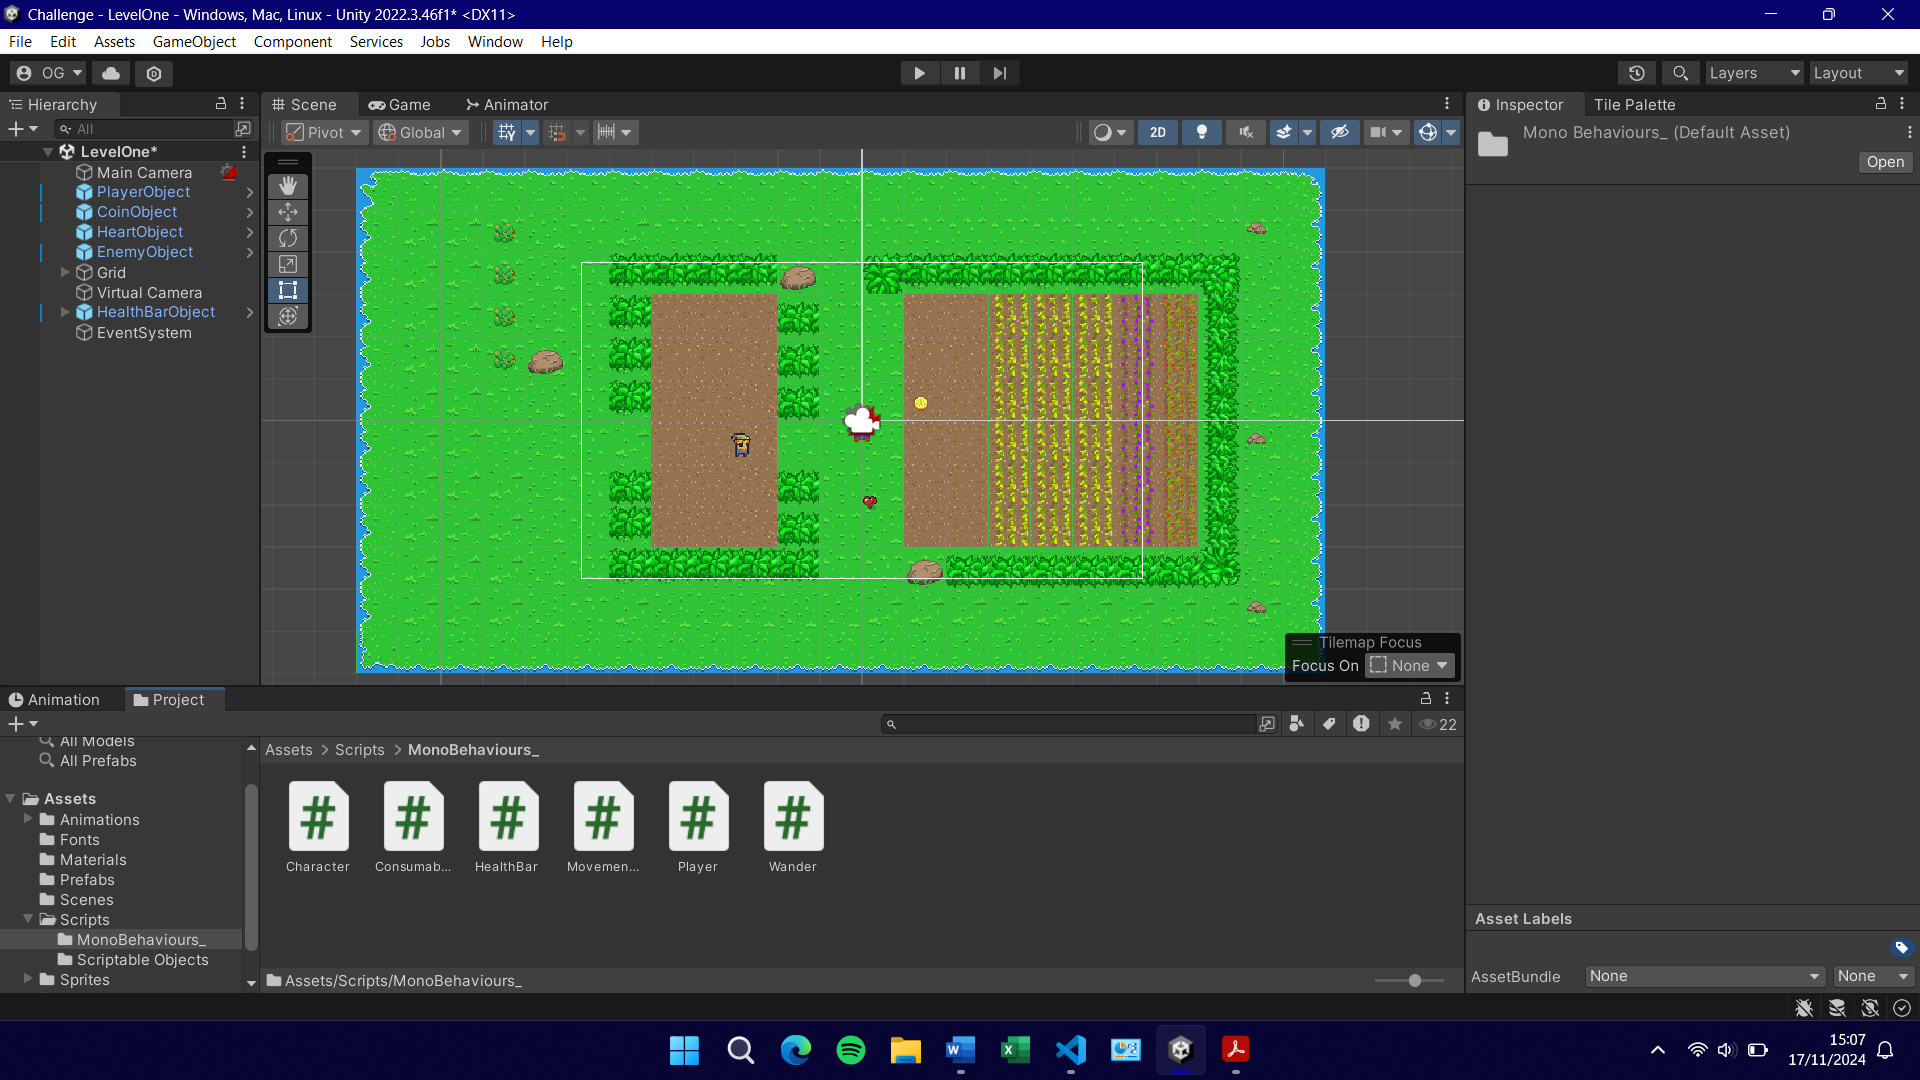 Challenge - LevelOne - Windows, Mac, Linux - Unity 2022.3.46f1* <DX11>
File Edit Assets GameObject Component Services Jobs Window Help
OG Layers Layout
Hierarchy
All
LevelOne*
Main Camera
PlayerObject
CoinObject
HeartObject
EnemyObject
Grid
Virtual Camera
HealthBarObject
EventSystem
Scene Game Animator
Pivot Global 2D
Tilemap Focus
Focus On None
Inspector Tile Palette
Mono Behaviours_ (Default Asset)
Open
Animation Project
22
All Models
All Prefabs
Assets
Animations
Fonts
Materials
Prefabs
Scenes
Scripts
MonoBehaviours_
Scriptable Objects
Sprites
Assets > Scripts > MonoBehaviours_
# # # # # #
Character Consumab... HealthBar Movemen... Player Wander
Assets/Scripts/MonoBehaviours_
Asset Labels
AssetBundle None None
15:07
17/11/2024